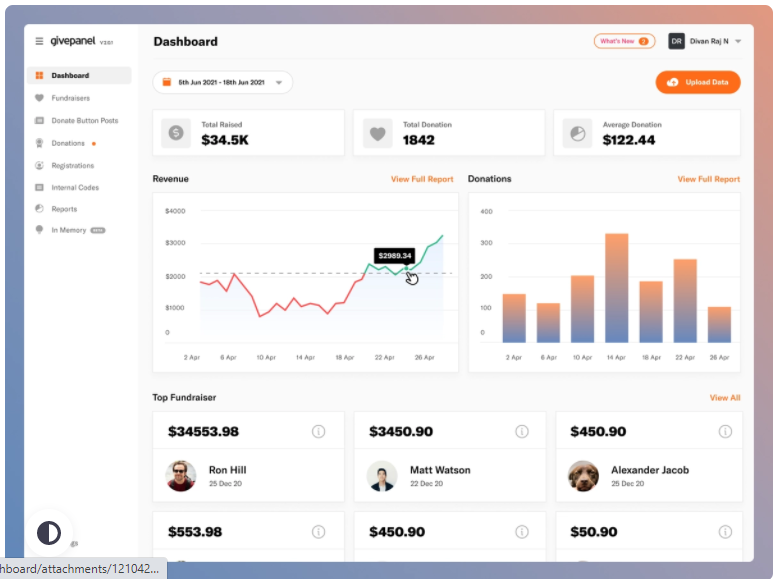 givepanel V2.0.1
Dashboard
What's New 2
DR
Divan Raj N
Dashboard
Fundraisers
Donate Button Posts
Donations
Registrations
Internal Codes
Reports
In Memory BETA
5th Jun 2021 - 18th Jun 2021
Upload Data
Total Raised
$34.5K
Total Donation
1842
Average Donation
$122.44
Revenue
View Full Report
$4000
$3000
$2000
$1000
0
$2989.34
2 Apr 6 Apr 10 Apr 14 Apr 18 Apr 22 Apr 26 Apr
Donations
View Full Report
400
300
200
100
0
2 Apr 6 Apr 10 Apr 14 Apr 18 Apr 22 Apr 26 Apr
Top Fundraiser
View All
$34553.98
Ron Hill
25 Dec 20
$3450.90
Matt Watson
22 Dec 20
$450.90
Alexander Jacob
25 Dec 20
$553.98
$450.90
$50.90
hboard/attachments/121042...